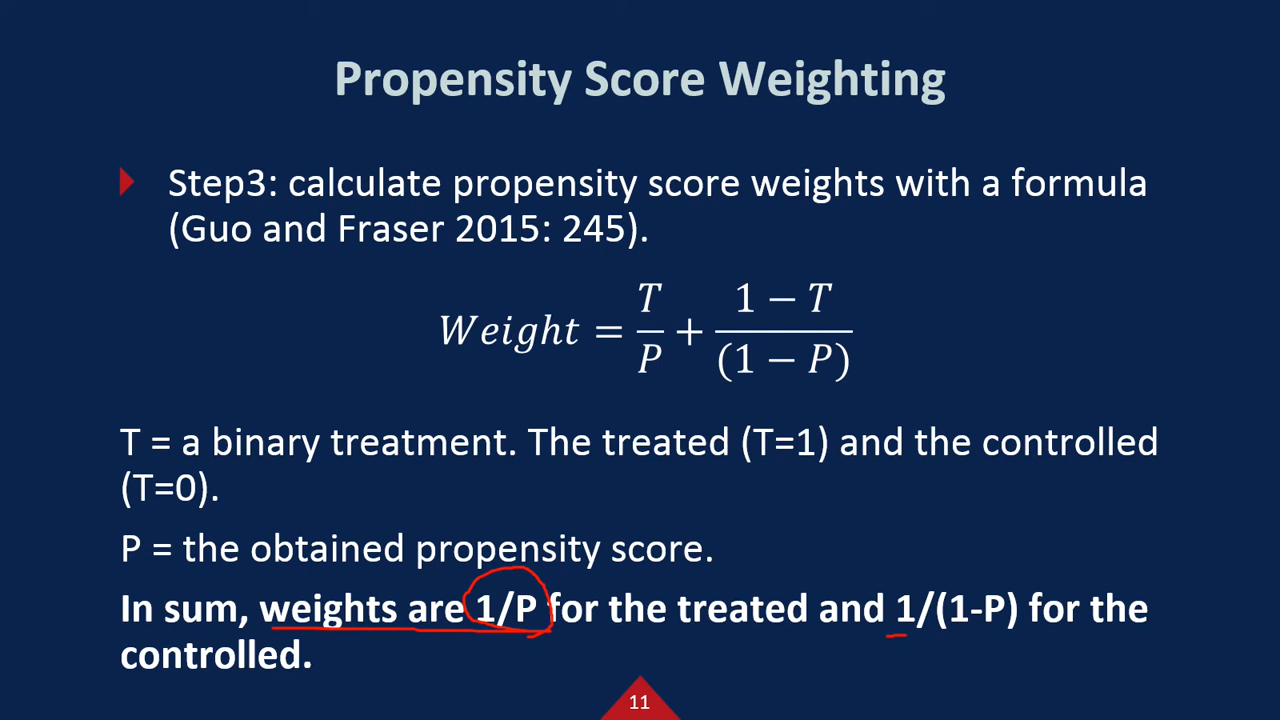 Propensity Score Weighting
Step3: calculate propensity score weights with a formula
(Guo and Fraser 2015: 245).
Weight = T/P + (1 − T)/(1 − P)
T = a binary treatment. The treated (T=1) and the controlled
(T=0).
P = the obtained propensity score.
In sum, weights are 1/P for the treated and 1/(1-P) for the
controlled.
11